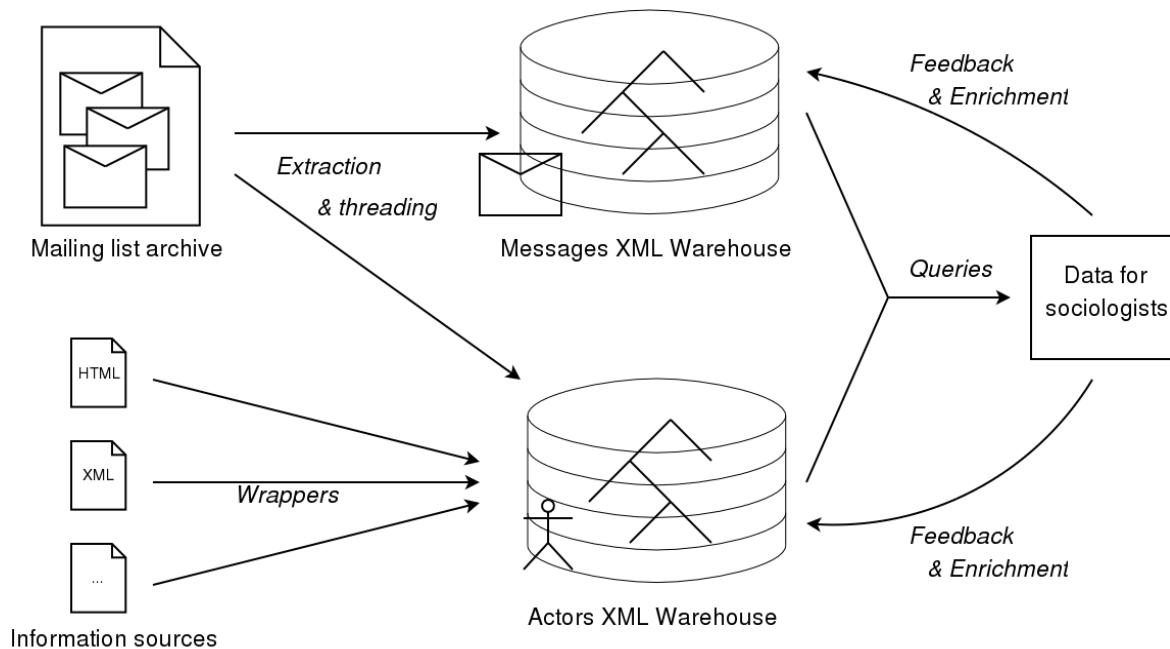 Feedback
& Enrichment
Extraction
& threading
Mailing list archive
Messages XML Warehouse
Queries
Data for
sociologists
HTML
XML
Wrappers
...
Feedback
& Enrichment
Actors XML Warehouse
Information sources